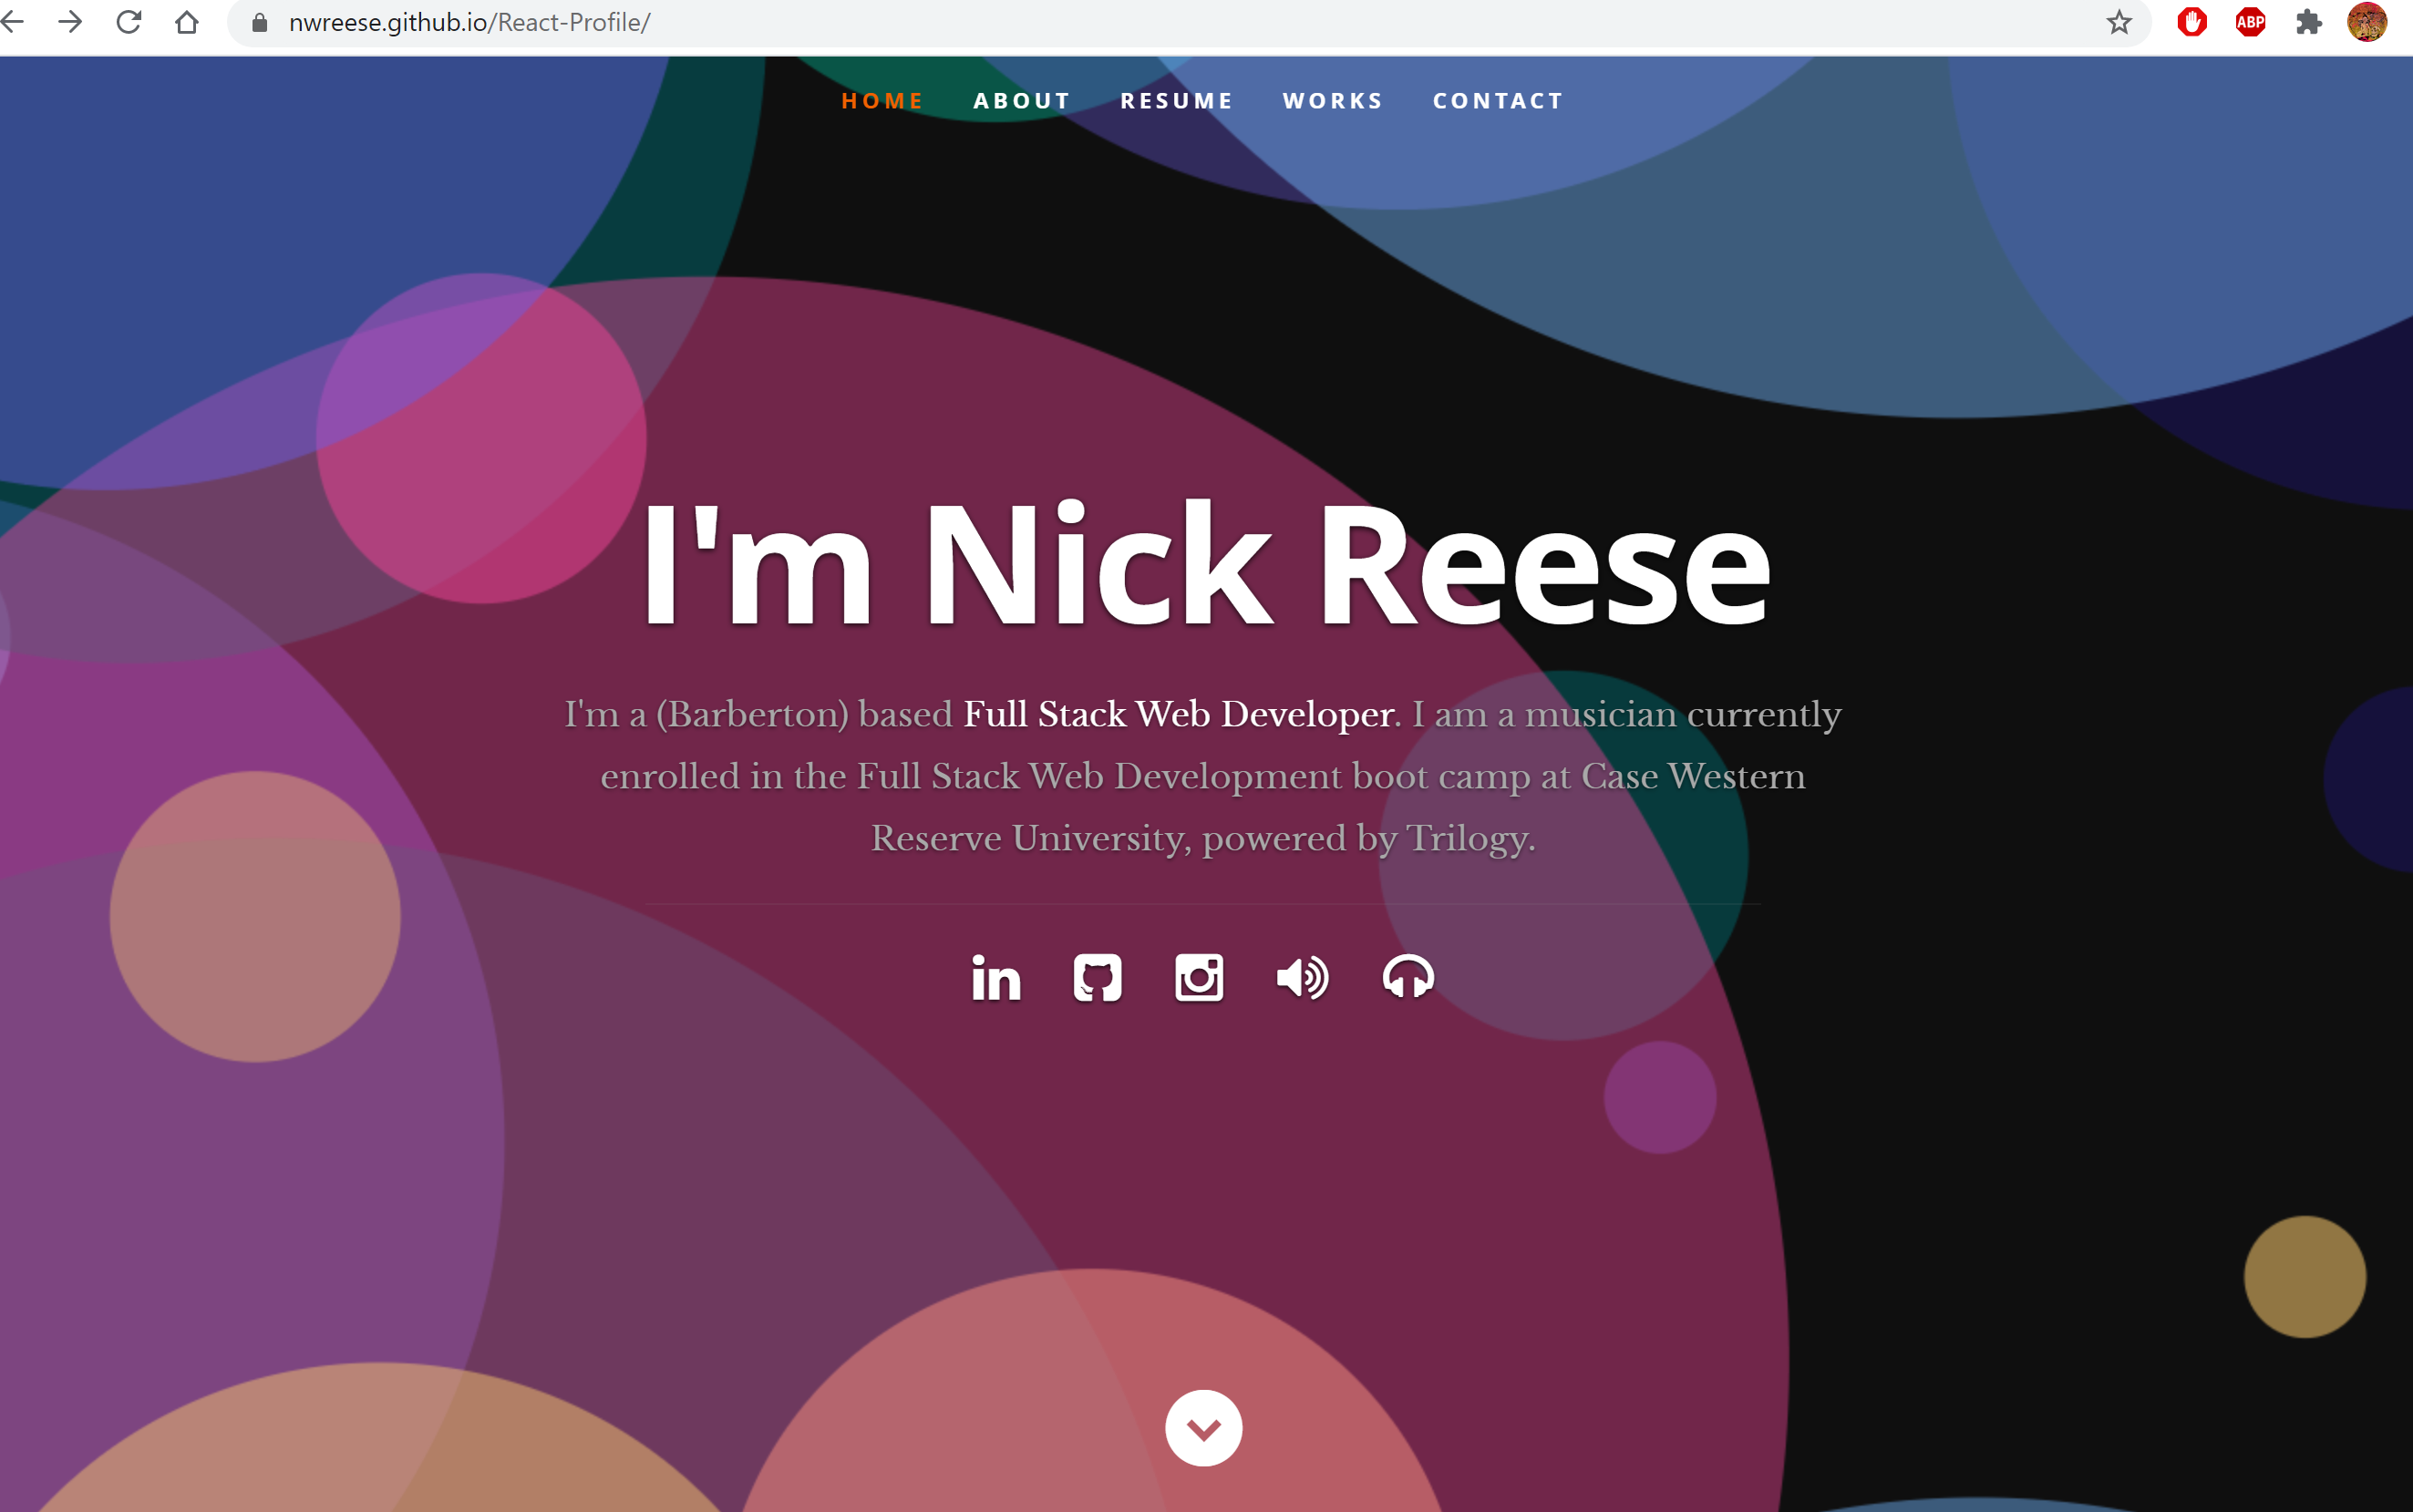 nwreese.github.io/React-Profile/
ABP
HOME ABOUT RESUME WORKS CONTACT
I'm Nick Reese
I'm a (Barberton) based Full Stack Web Developer. I am a musician currently
enrolled in the Full Stack Web Development boot camp at Case Western
Reserve University, powered by Trilogy.
in